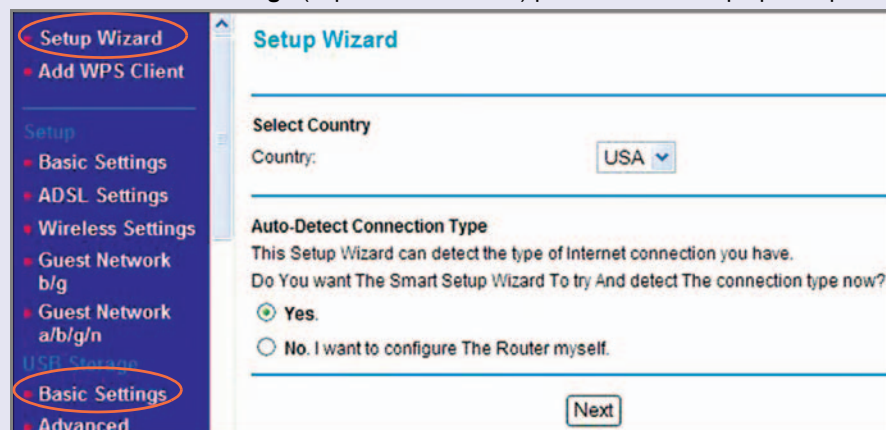 Setup Wizard
Add WPS Client
Setup
Basic Settings
ADSL Settings
Wireless Settings
Guest Network
b/g
Guest Network
a/b/g/n
USB Storage
Basic Settings
Advanced
Setup Wizard
Select Country
Country:
USA
Auto-Detect Connection Type
This Setup Wizard can detect the type of Internet connection you have.
Do You want The Smart Setup Wizard To try And detect The connection type now?
Yes.
No. I want to configure The Router myself.
Next